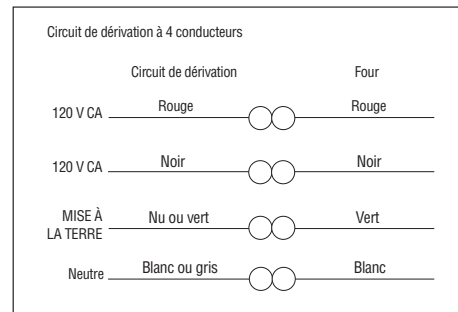 Circuit de dérivation à 4 conducteurs
Circuit de dérivation Four
120 V CA Rouge Rouge
120 V CA Noir Noir
MISE À
LA TERRE Nu ou vert Vert
Neutre Blanc ou gris Blanc